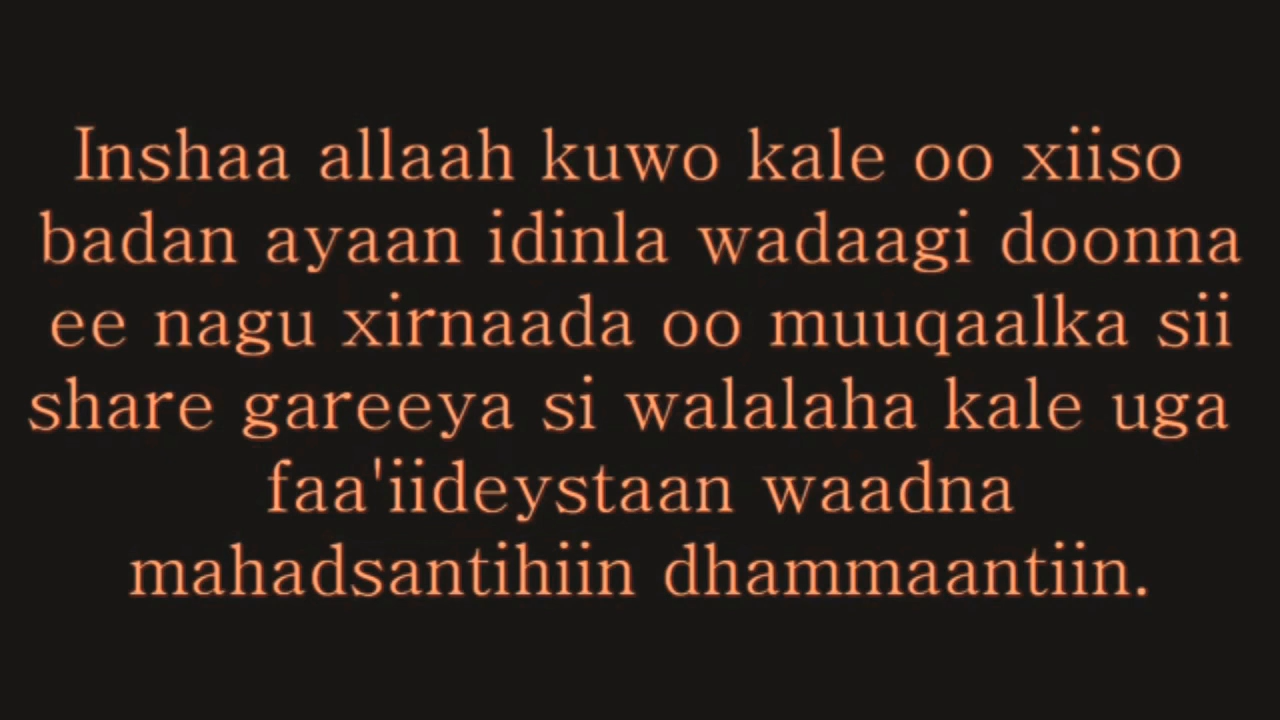 Inshaa allaah kuwo kale oo xiiso
badan ayaan idinla wadaagi doonna
ee nagu xirnaada oo muuqaalka sii
share gareeya si walalaha kale uga
faa'iideystaan waadna
mahadsantihiin dhammaantiin.